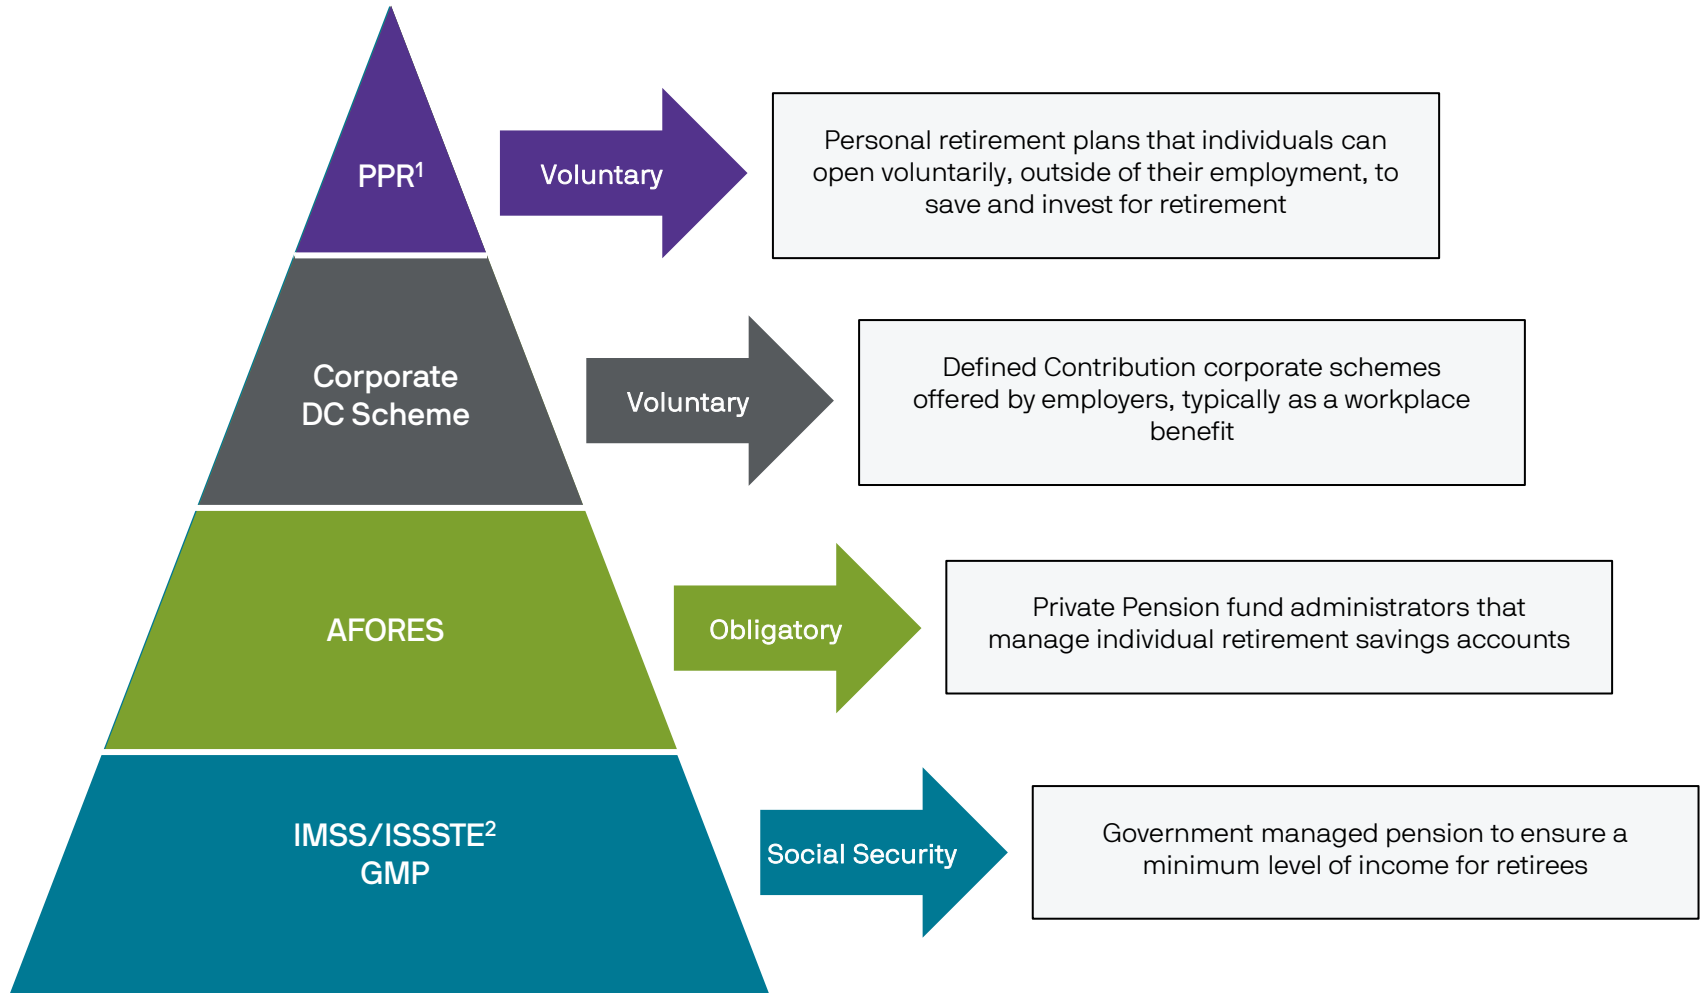 PPR¹
Voluntary
Personal retirement plans that individuals can
open voluntarily, outside of their employment, to
save and invest for retirement
Corporate
DC Scheme
Voluntary
Defined Contribution corporate schemes
offered by employers, typically as a workplace
benefit
AFORES
Obligatory
Private Pension fund administrators that
manage individual retirement savings accounts
IMSS/ISSSTE²
GMP
Social Security
Government managed pension to ensure a
minimum level of income for retirees